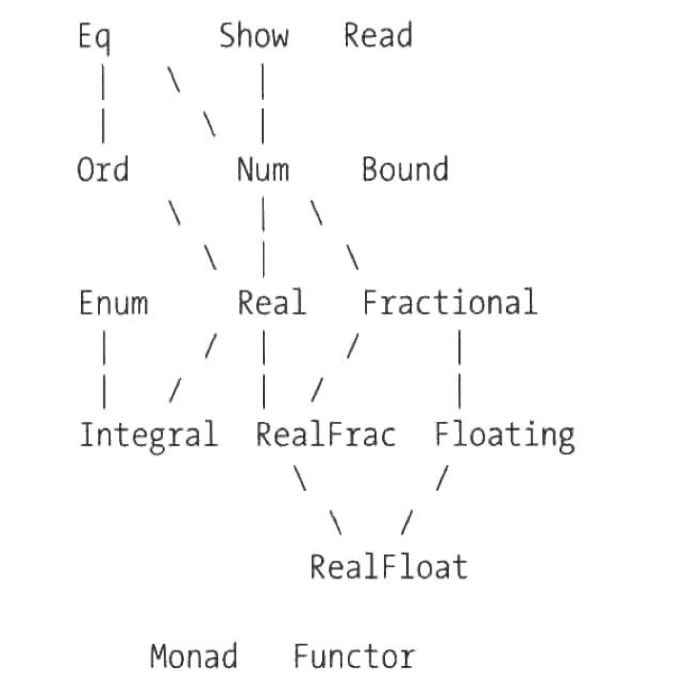 Eq Show Read
Ord Num Bound
Enum Real Fractional
Integral RealFrac Floating
RealFloat
Monad Functor